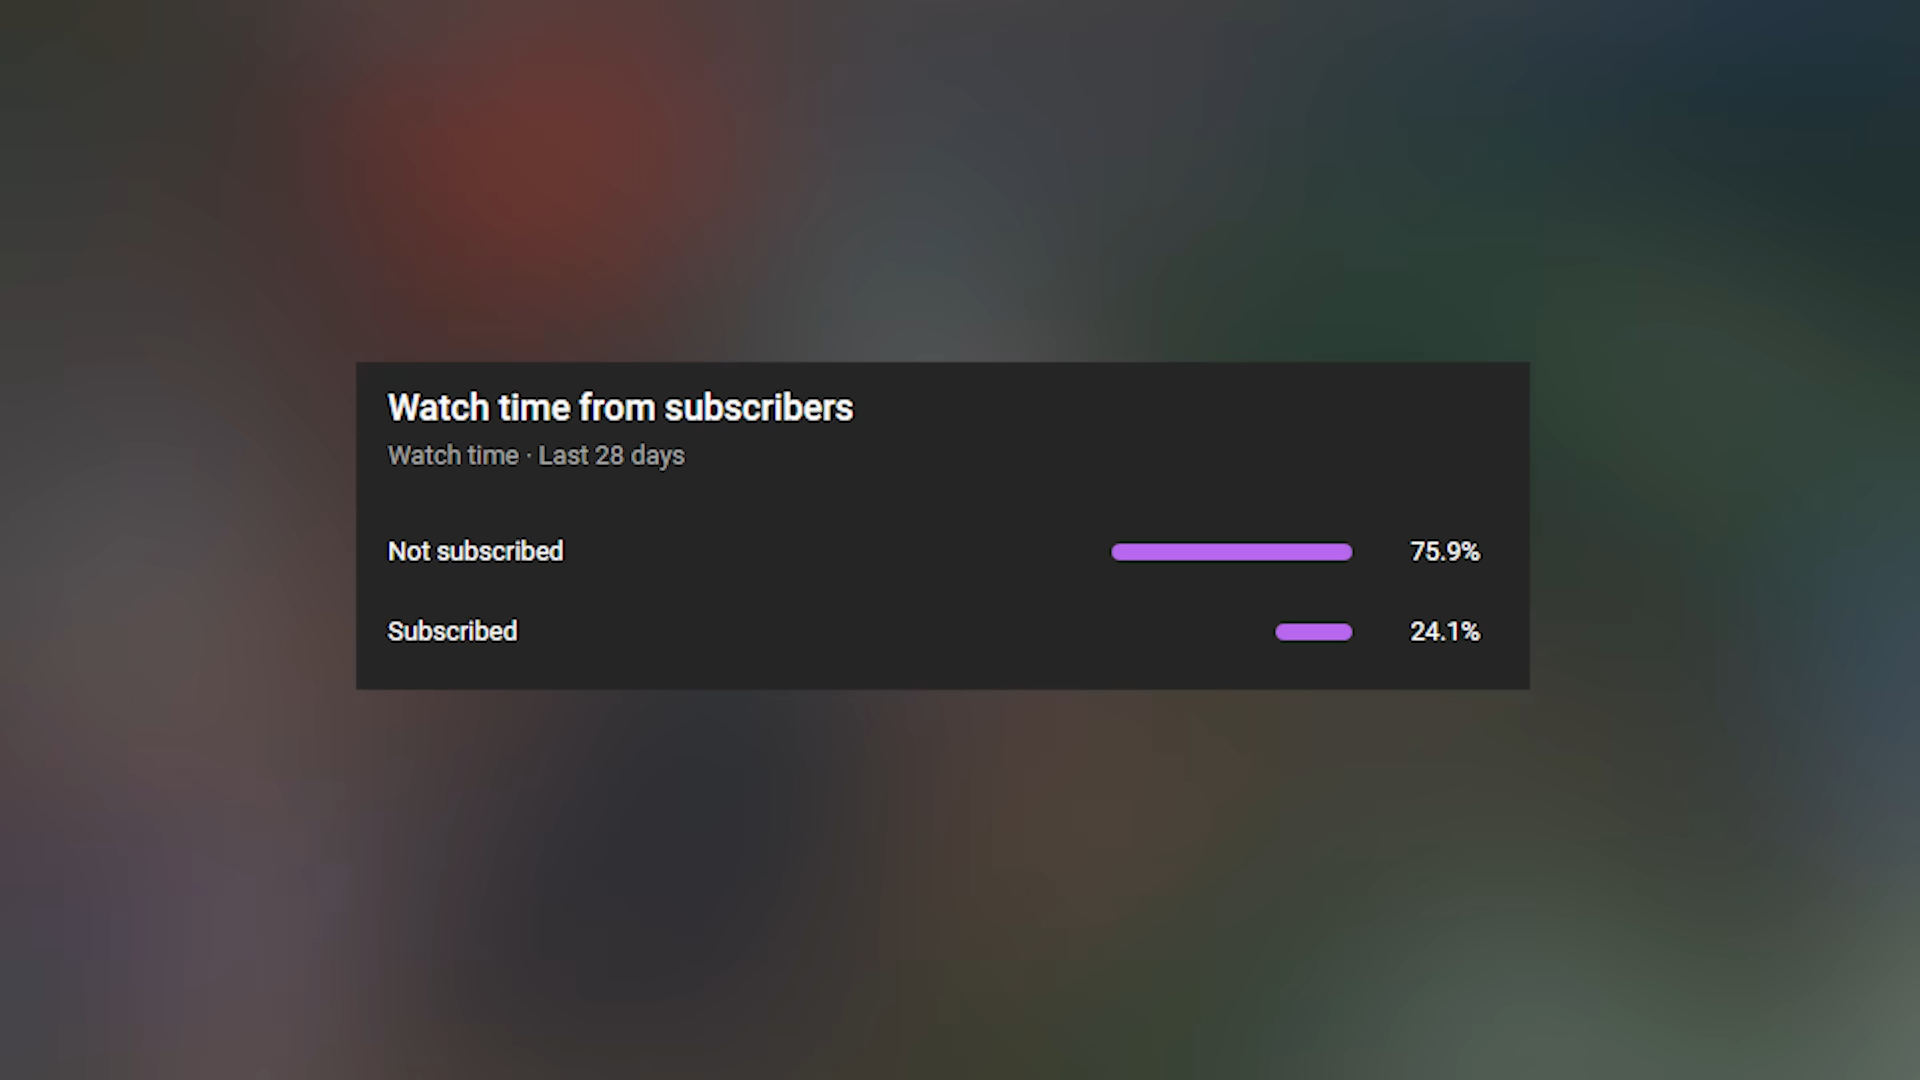 Watch time from subscribers
Watch time · Last 28 days
Not subscribed 75.9%
Subscribed 24.1%